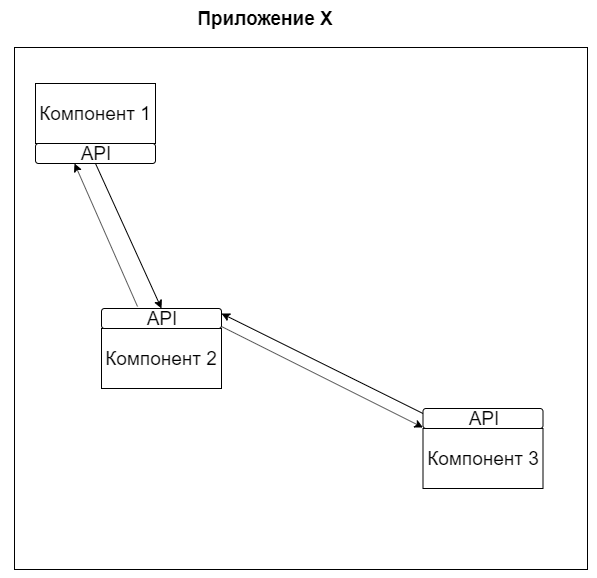 Приложение X
Компонент 1
API
API
Компонент 2
API
Компонент 3